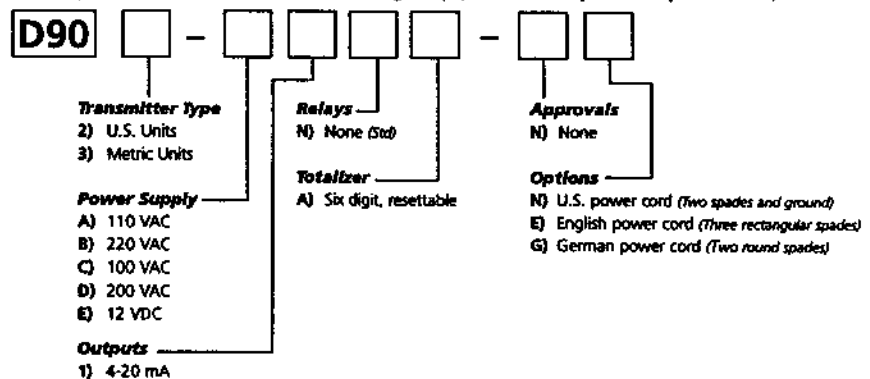 D90 - -
Transmitter Type
2) U.S. Units
3) Metric Units
Power Supply
A) 110 VAC
B) 220 VAC
C) 100 VAC
D) 200 VAC
E) 12 VDC
Outputs
1) 4-20 mA
Relays
N) None (Std)
Totalizer
A) Six digit, resettable
Approvals
N) None
Options
N) U.S. power cord (Two spades and ground)
E) English power cord (Three rectangular spades)
G) German power cord (Two round spades)